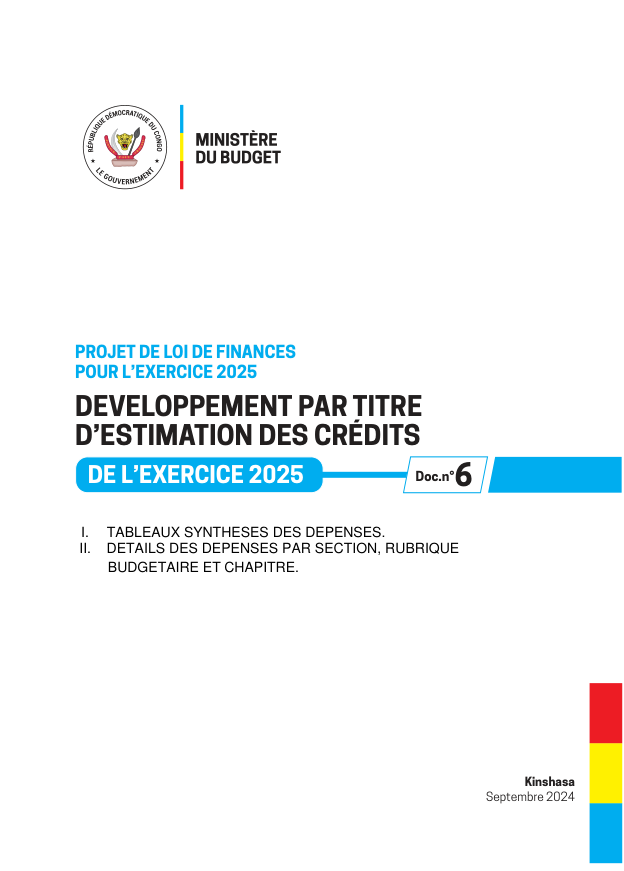 RÉPUBLIQUE DÉMOCRATIQUE DU CONGO
LE GOUVERNEMENT
MINISTÈRE
DU BUDGET
PROJET DE LOI DE FINANCES
POUR L'EXERCICE 2025
DEVELOPPEMENT PAR TITRE
D'ESTIMATION DES CRÉDITS
DE L'EXERCICE 2025
Doc.n°6
I. TABLEAUX SYNTHESES DES DEPENSES.
II. DETAILS DES DEPENSES PAR SECTION, RUBRIQUE
BUDGETAIRE ET CHAPITRE.
Kinshasa
Septembre 2024